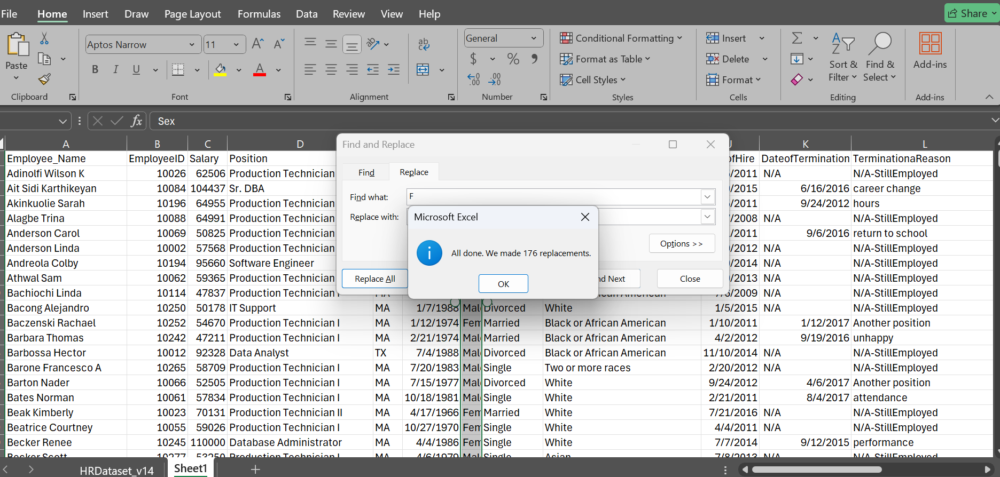 File Home Insert Draw Page Layout Formulas Data Review View Help Share
Aptos Narrow 11 General Conditional Formatting Insert
$ % Format as Table Delete
Paste B I U A Cell Styles Format Sort & Filter Find & Select Add-ins
Clipboard Font Alignment Number Styles Cells Editing Add-ins
fx Sex
A B C D K L
Find and Replace
Find Replace
Find what: F
Replace with:
Options >>
Replace All Close
Microsoft Excel
All done. We made 176 replacements.
OK
Employee_Name EmployeeID Salary Position ofHire DateofTermination TerminationaReason
Adinolfi Wilson K 10026 62506 Production Technician /2011 N/A N/A-StillEmployed
Ait Sidi Karthikeyan 10084 104437 Sr. DBA /2015 6/16/2016 career change
Akinkuolie Sarah 10196 64955 Production Technician /2011 9/24/2012 hours
Alagbe Trina 10088 64991 Production Technician /2008 N/A N/A-StillEmployed
Anderson Carol 10069 50825 Production Technician /2011 9/6/2016 return to school
Anderson Linda 10002 57568 Production Technician /2012 N/A N/A-StillEmployed
Andreola Colby 10194 95660 Software Engineer /2014 N/A N/A-StillEmployed
Athwal Sam 10062 59365 Production Technician /2013 N/A N/A-StillEmployed
Bachiochi Linda 10114 47837 Production Technician /2009 N/A N/A-StillEmployed
Bacong Alejandro 10250 50178 IT Support MA 1/7/1988 Mal Divorced White 1/5/2015 N/A N/A-StillEmployed
Baczenski Rachael 10252 54670 Production Technician I MA 1/12/1974 Fem Married Black or African American 1/10/2011 1/12/2017 Another position
Barbara Thomas 10242 47211 Production Technician I MA 2/21/1974 Mal Married Black or African American 4/2/2012 9/19/2016 unhappy
Barbossa Hector 10012 92328 Data Analyst TX 7/4/1988 Mal Divorced Black or African American 11/10/2014 N/A N/A-StillEmployed
Barone Francesco A 10265 58709 Production Technician I MA 7/20/1983 Mal Single Two or more races 2/20/2012 N/A N/A-StillEmployed
Barton Nader 10066 52505 Production Technician I MA 7/15/1977 Mal Divorced White 9/24/2012 4/6/2017 Another position
Bates Norman 10061 57834 Production Technician I MA 10/18/1981 Mal Single White 2/21/2011 8/4/2017 attendance
Beak Kimberly 10023 70131 Production Technician II MA 4/17/1966 Fem Married White 7/21/2016 N/A N/A-StillEmployed
Beatrice Courtney 10055 59026 Production Technician I MA 10/27/1970 Fem Single White 4/4/2011 N/A N/A-StillEmployed
Becker Renee 10245 110000 Database Administrator MA 4/4/1986 Fem Single White 7/7/2014 9/12/2015 performance
Becker Scott 10277 53250 Production Technician I MA 4/6/1979 Mal Single Asian 7/8/2013 N/A N/A-StillEmployed
HRDataset_v14 Sheet1